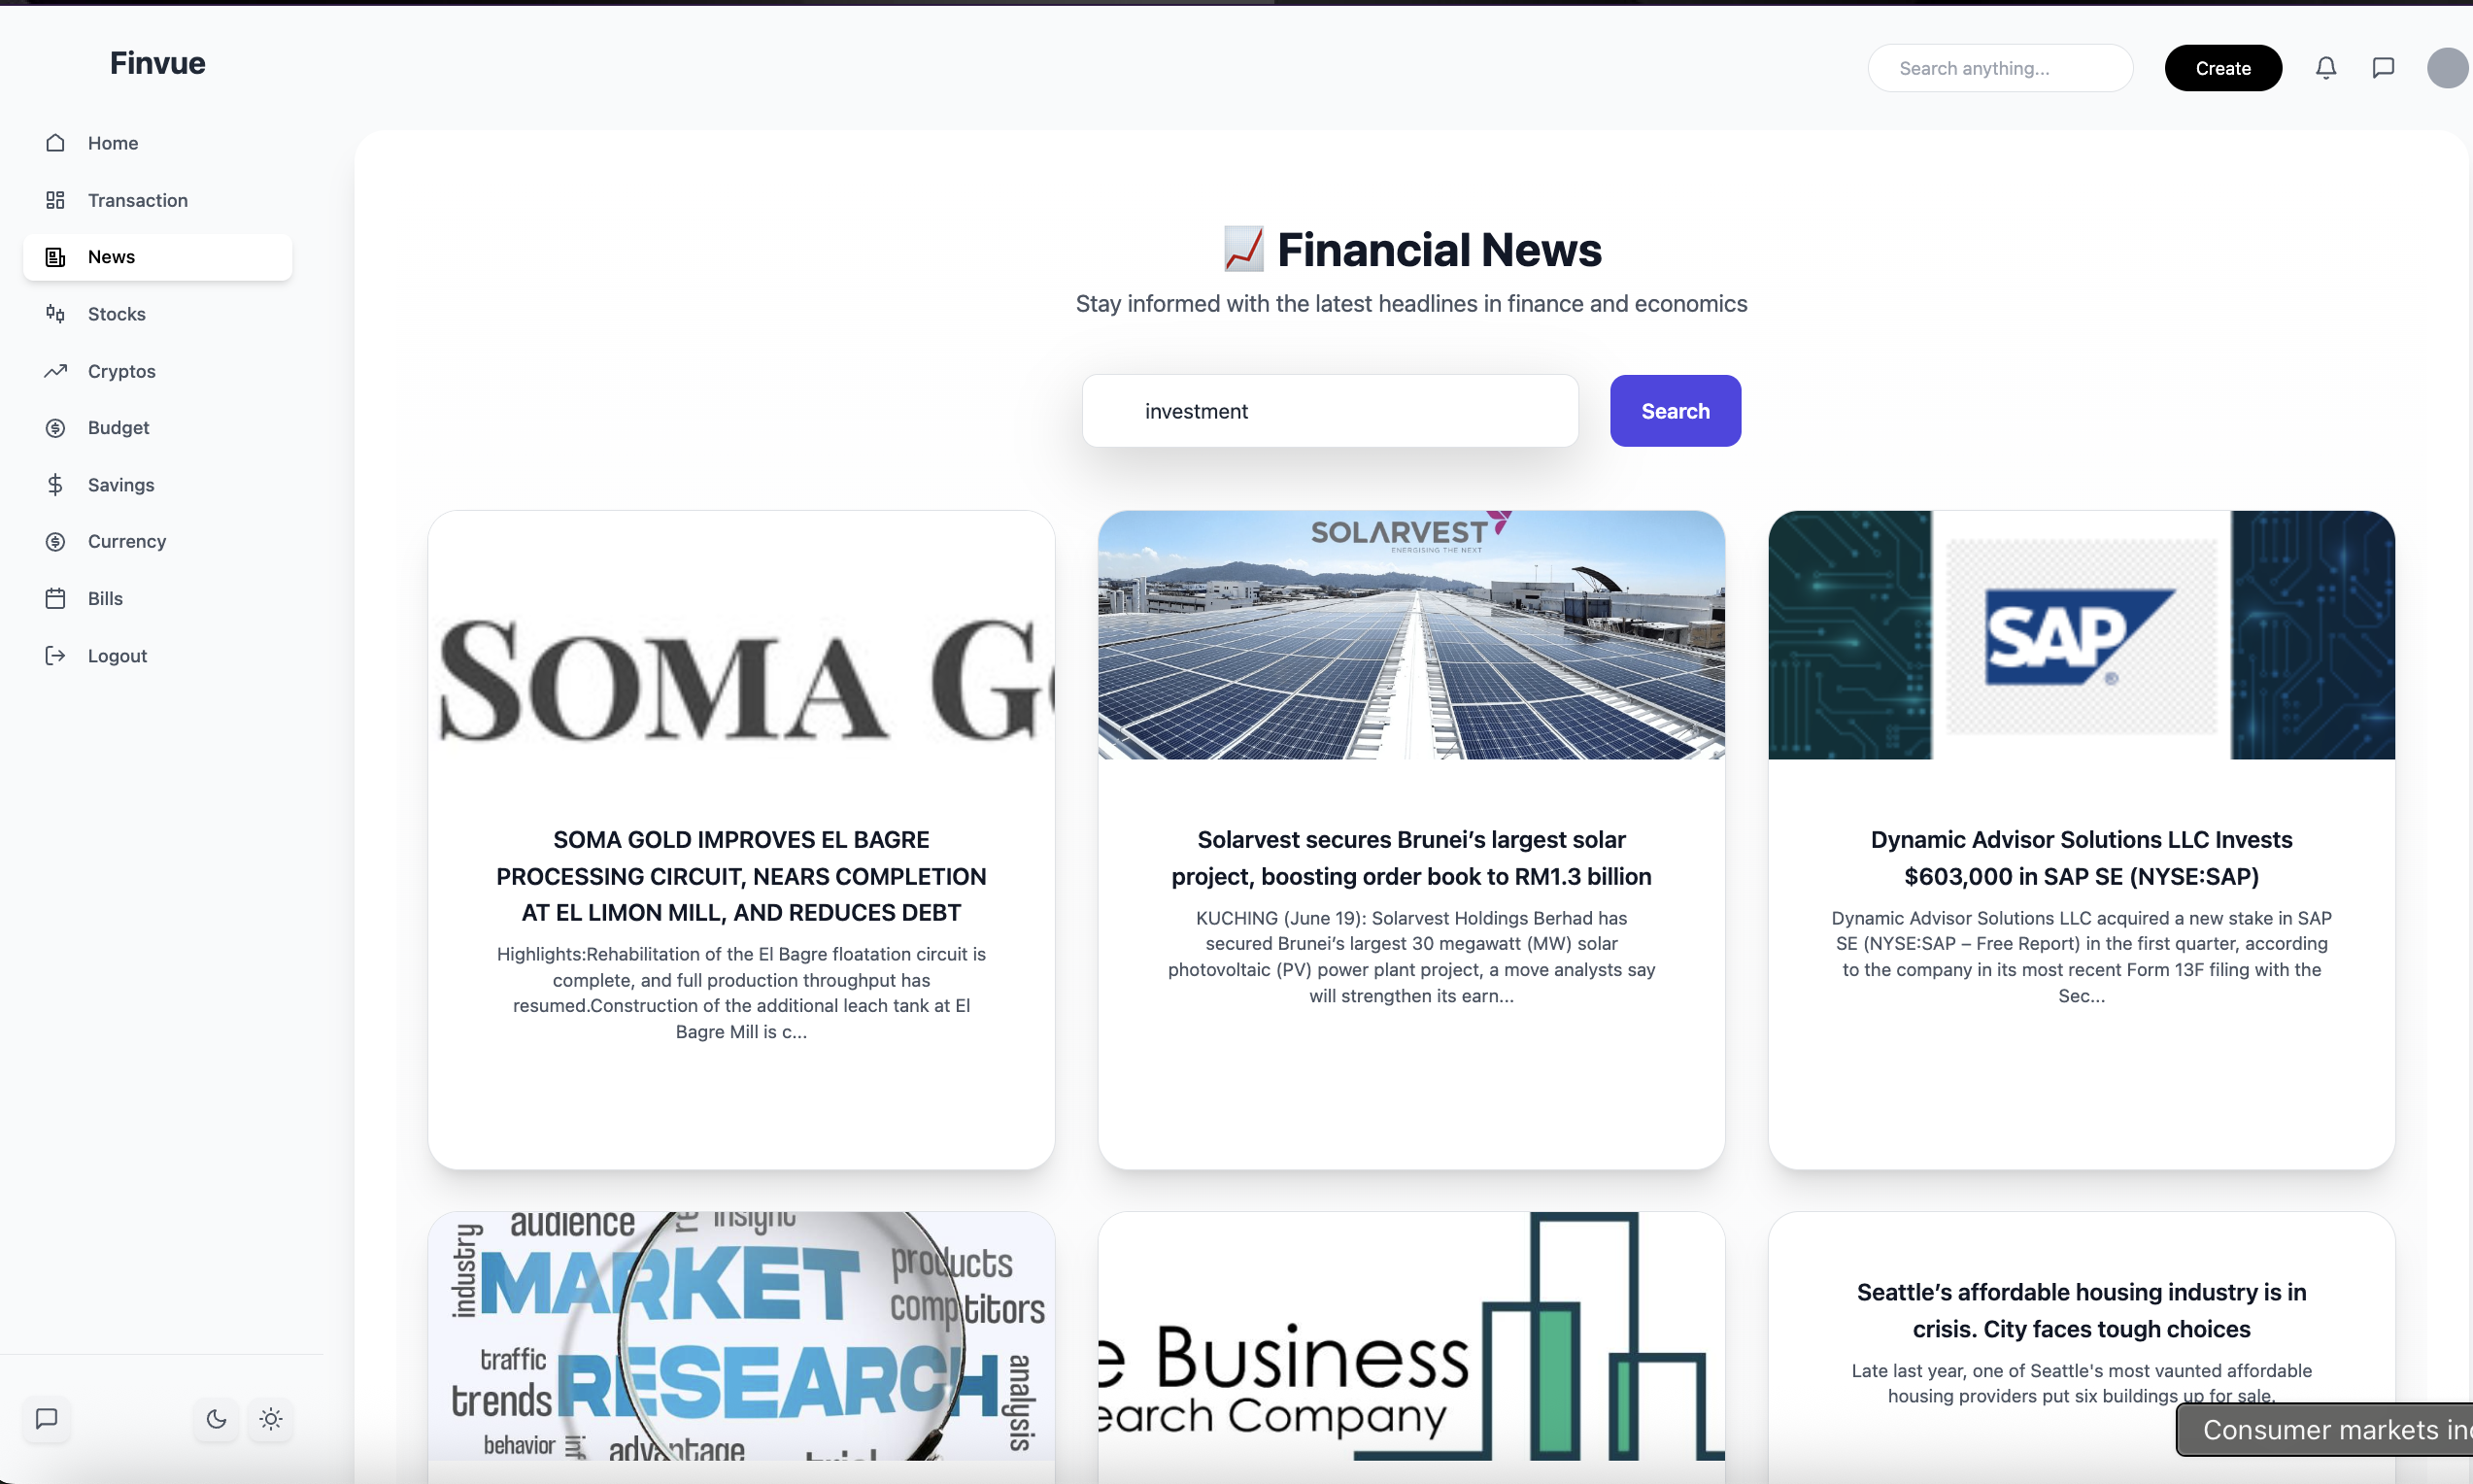 Finvue
Search anything...
Create
Home
Transaction
News
Stocks
Cryptos
Budget
Savings
Currency
Bills
Logout
Financial News
Stay informed with the latest headlines in finance and economics
investment
Search
SOMA G
SOLARVEST
ENERGISING THE NEXT
SAP
®
SOMA GOLD IMPROVES EL BAGRE
PROCESSING CIRCUIT, NEARS COMPLETION
AT EL LIMON MILL, AND REDUCES DEBT
Highlights:Rehabilitation of the El Bagre floatation circuit is
complete, and full production throughput has
resumed.Construction of the additional leach tank at El
Bagre Mill is c...
Solarvest secures Brunei’s largest solar
project, boosting order book to RM1.3 billion
KUCHING (June 19): Solarvest Holdings Berhad has
secured Brunei’s largest 30 megawatt (MW) solar
photovoltaic (PV) power plant project, a move analysts say
will strengthen its earn...
Dynamic Advisor Solutions LLC Invests
$603,000 in SAP SE (NYSE:SAP)
Dynamic Advisor Solutions LLC acquired a new stake in SAP
SE (NYSE:SAP – Free Report) in the first quarter, according
to the company in its most recent Form 13F filing with the
Sec...
audience
insight
industry
MARKET
products
competitors
traffic
trends
RESEARCH
analysis
behavior
advantage
e Business
earch Company
Seattle’s affordable housing industry is in
crisis. City faces tough choices
Late last year, one of Seattle's most vaunted affordable
housing providers put six buildings up for sale.
Consumer markets in